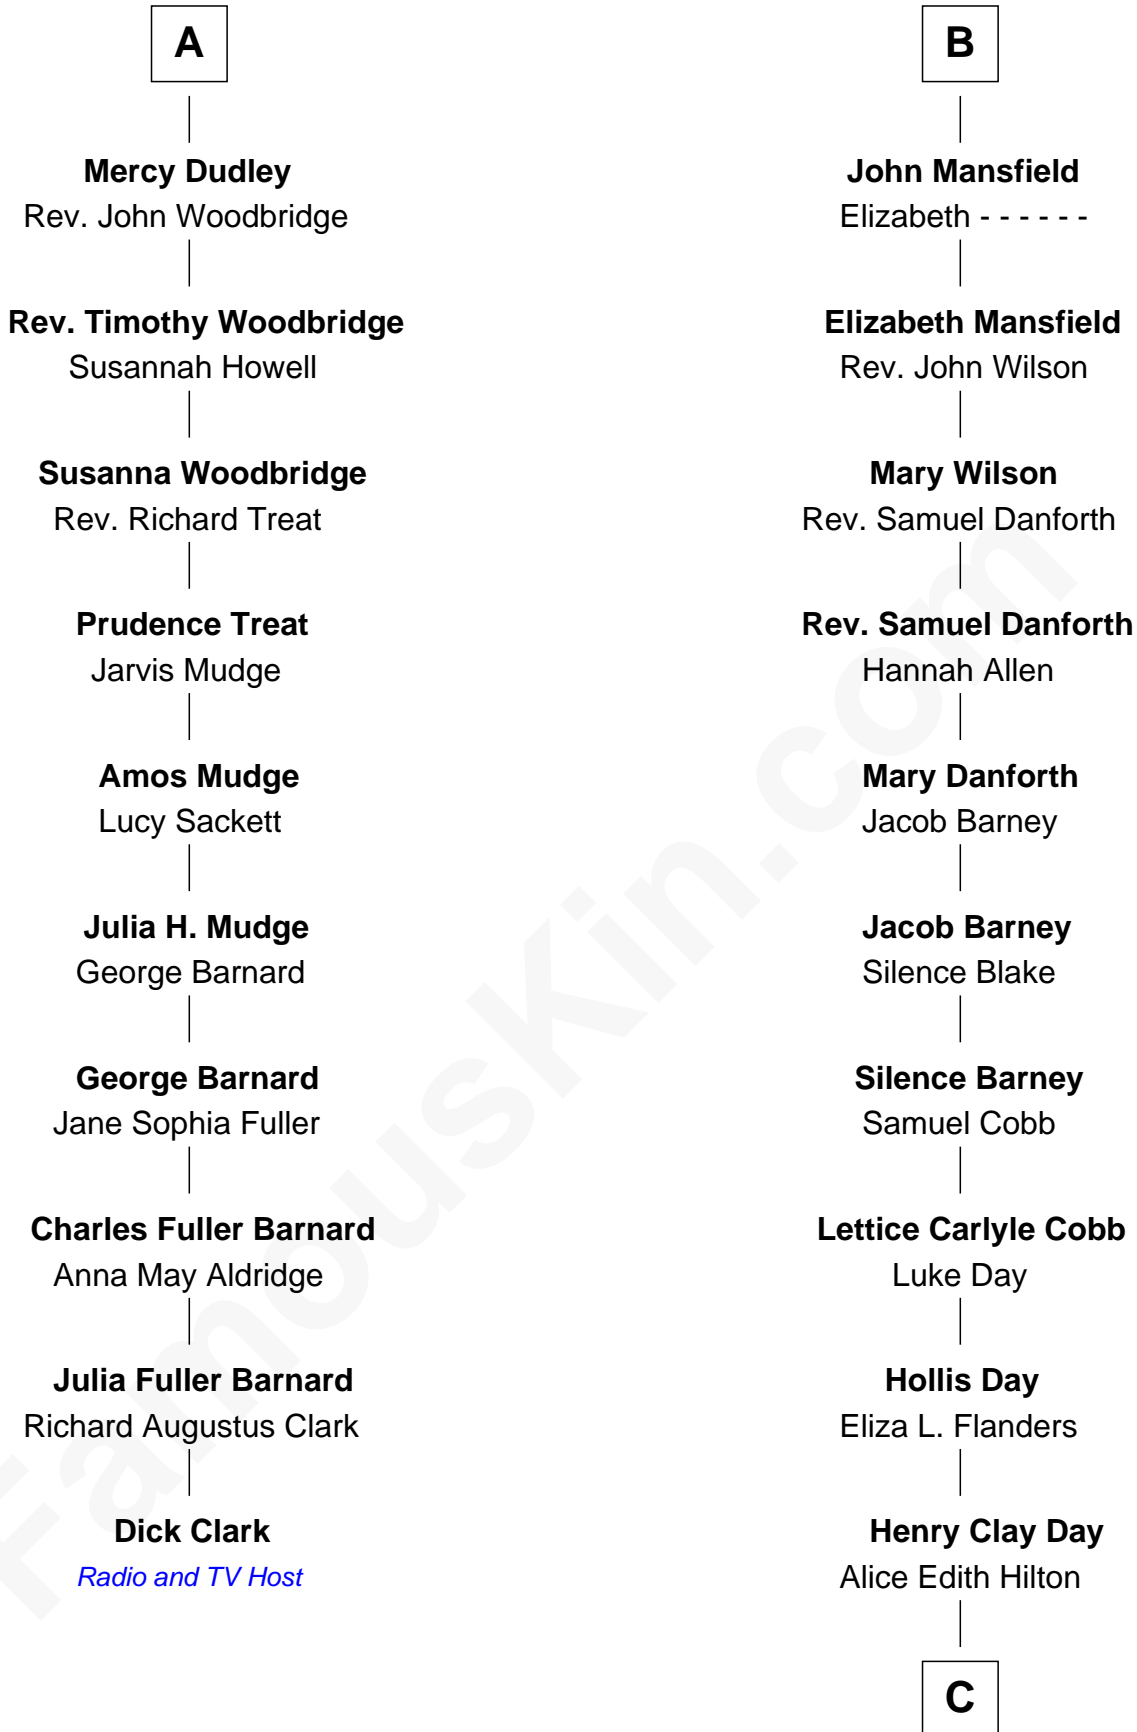 A
Mercy Dudley
Rev. John Woodbridge
Rev. Timothy Woodbridge
Susannah Howell
Susanna Woodbridge
Rev. Richard Treat
Prudence Treat
Jarvis Mudge
Amos Mudge
Lucy Sackett
Julia H. Mudge
George Barnard
George Barnard
Jane Sophia Fuller
Charles Fuller Barnard
Anna May Aldridge
Julia Fuller Barnard
Richard Augustus Clark
Dick Clark
Radio and TV Host
B
John Mansfield
Elizabeth - - - - - -
Elizabeth Mansfield
Rev. John Wilson
Mary Wilson
Rev. Samuel Danforth
Rev. Samuel Danforth
Hannah Allen
Mary Danforth
Jacob Barney
Jacob Barney
Silence Blake
Silence Barney
Samuel Cobb
Lettice Carlyle Cobb
Luke Day
Hollis Day
Eliza L. Flanders
Henry Clay Day
Alice Edith Hilton
C
FamousKin.com